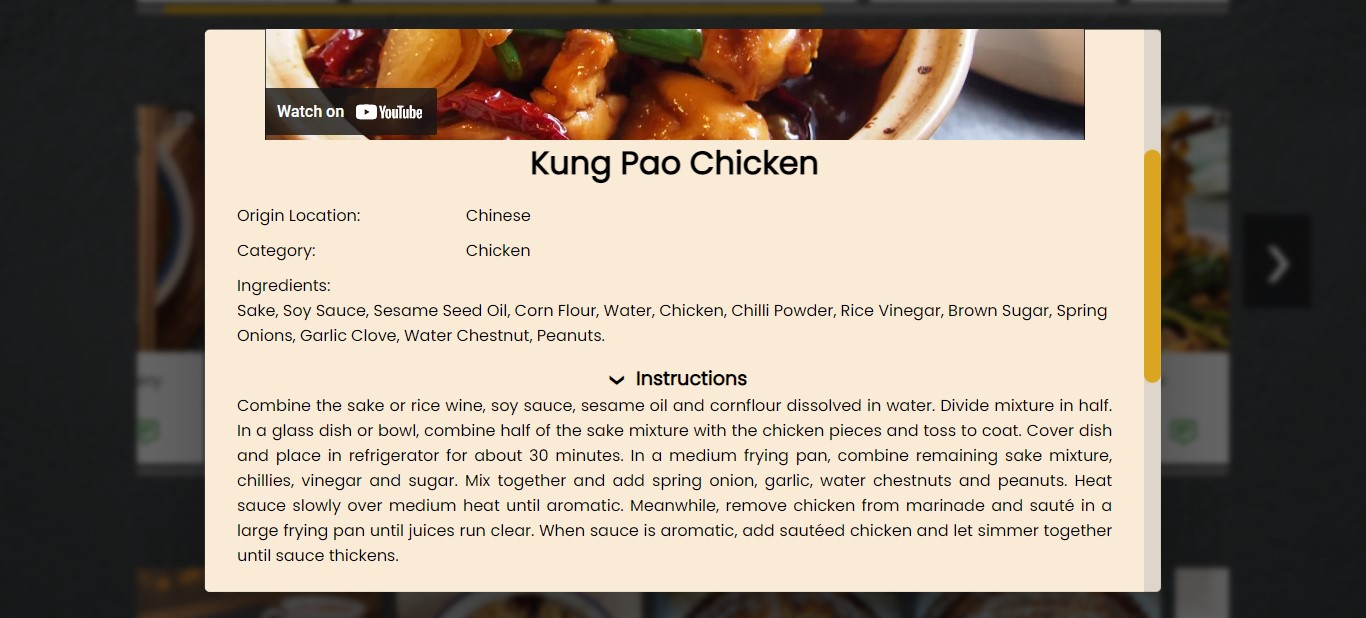 Watch on YouTube
Kung Pao Chicken
Origin Location: Chinese
Category: Chicken
Ingredients:
Sake, Soy Sauce, Sesame Seed Oil, Corn Flour, Water, Chicken, Chilli Powder, Rice Vinegar, Brown Sugar, Spring
Onions, Garlic Clove, Water Chestnut, Peanuts.
Instructions
Combine the sake or rice wine, soy sauce, sesame oil and cornflour dissolved in water. Divide mixture in half.
In a glass dish or bowl, combine half of the sake mixture with the chicken pieces and toss to coat. Cover dish
and place in refrigerator for about 30 minutes. In a medium frying pan, combine remaining sake mixture,
chillies, vinegar and sugar. Mix together and add spring onion, garlic, water chestnuts and peanuts. Heat
sauce slowly over medium heat until aromatic. Meanwhile, remove chicken from marinade and sauté in a
large frying pan until juices run clear. When sauce is aromatic, add sautéed chicken and let simmer together
until sauce thickens.